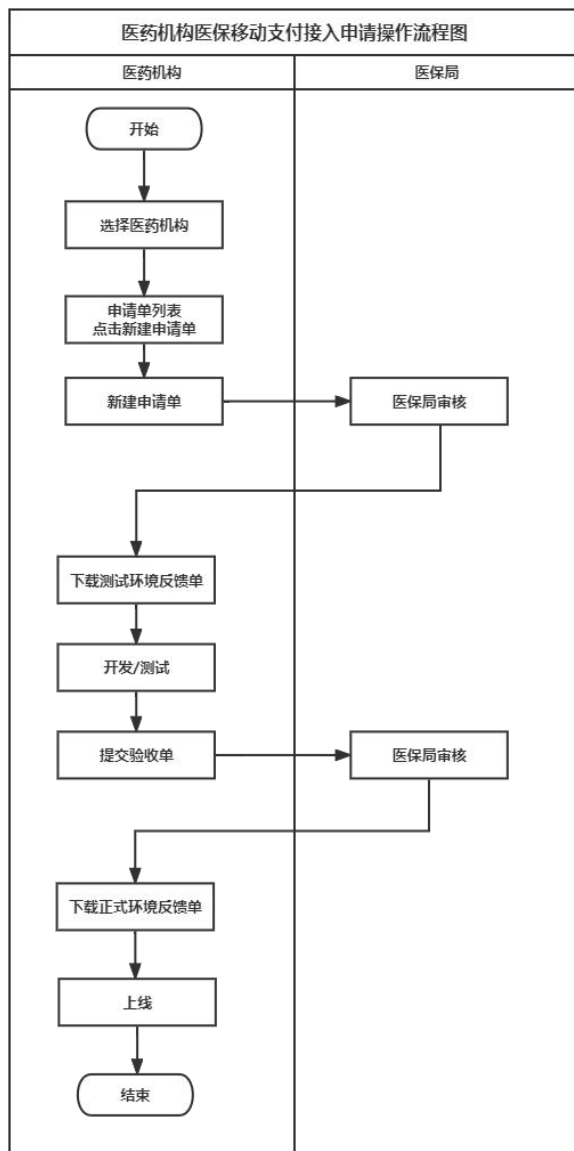 医药机构医保移动支付接入申请操作流程图
医药机构
医保局
开始
选择医药机构
申请单列表
点击新建申请单
新建申请单
医保局审核
下载测试环境反馈单
开发/测试
提交验收单
医保局审核
下载正式环境反馈单
上线
结束